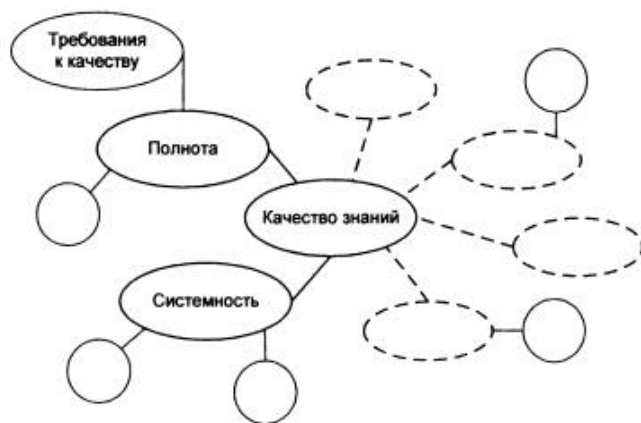 Требования
к качеству
Полнота
Качество знаний
Системность